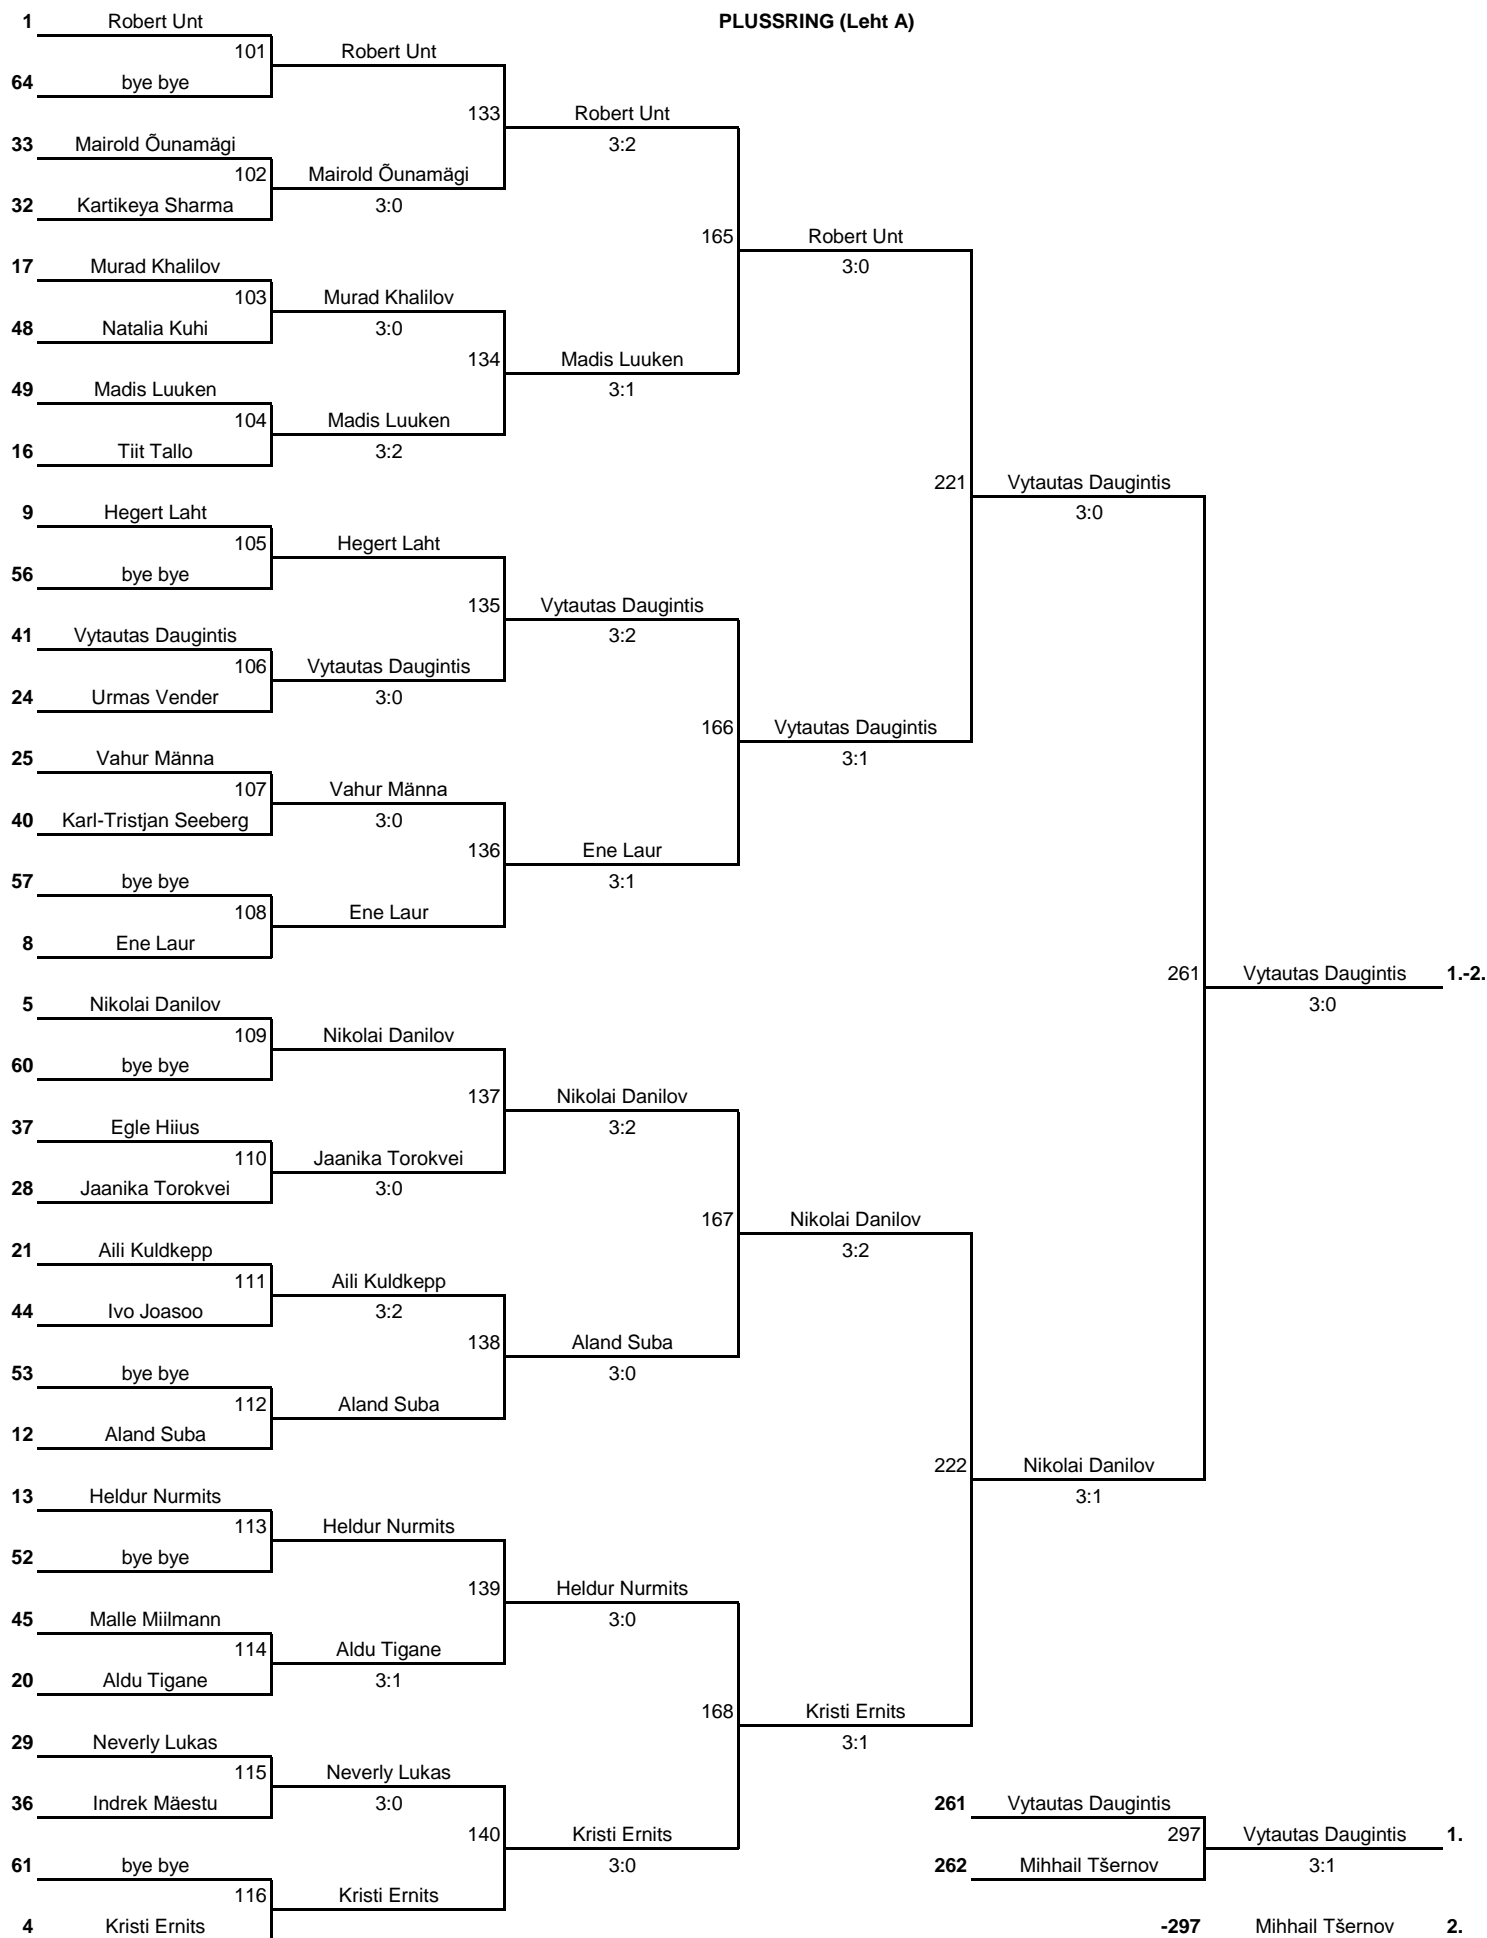 1 Robert Unt PLUSSRING (Leht A)
101 Robert Unt
64 bye bye
133 Robert Unt
33 Mairold Õunamägi 3:2
102 Mairold Õunamägi
32 Kartikeya Sharma 3:0
165 Robert Unt
17 Murad Khalilov 3:0
103 Murad Khalilov
48 Natalia Kuhi 3:0
134 Madis Luuken
49 Madis Luuken 3:1
104 Madis Luuken
16 Tiit Tallo 3:2
221 Vytautas Daugintis
9 Hegert Laht 3:0
105 Hegert Laht
56 bye bye
135 Vytautas Daugintis
41 Vytautas Daugintis 3:2
106 Vytautas Daugintis
24 Urmas Vender 3:0
166 Vytautas Daugintis
25 Vahur Männa 3:1
107 Vahur Männa
40 Karl-Tristjan Seeberg 3:0
136 Ene Laur
57 bye bye 3:1
108 Ene Laur
8 Ene Laur
261 Vytautas Daugintis 1.-2.
5 Nikolai Danilov 3:0
109 Nikolai Danilov
60 bye bye
137 Nikolai Danilov
37 Egle Hiius 3:2
110 Jaanika Torokvei
28 Jaanika Torokvei 3:0
167 Nikolai Danilov
21 Aili Kuldkepp 3:2
111 Aili Kuldkepp
44 Ivo Joasoo 3:2
138 Aland Suba
53 bye bye 3:0
112 Aland Suba
12 Aland Suba
222 Nikolai Danilov
13 Heldur Nurmits 3:1
113 Heldur Nurmits
52 bye bye
139 Heldur Nurmits
45 Malle Miilmann 3:0
114 Aldu Tigane
20 Aldu Tigane 3:1
168 Kristi Ernits
29 Neverly Lukas 3:1
115 Neverly Lukas
36 Indrek Mäestu 3:0 261 Vytautas Daugintis
140 Kristi Ernits 297 Vytautas Daugintis 1.
61 bye bye 3:0 262 Mihhail Tšernov 3:1
116 Kristi Ernits
4 Kristi Ernits -297 Mihhail Tšernov 2.